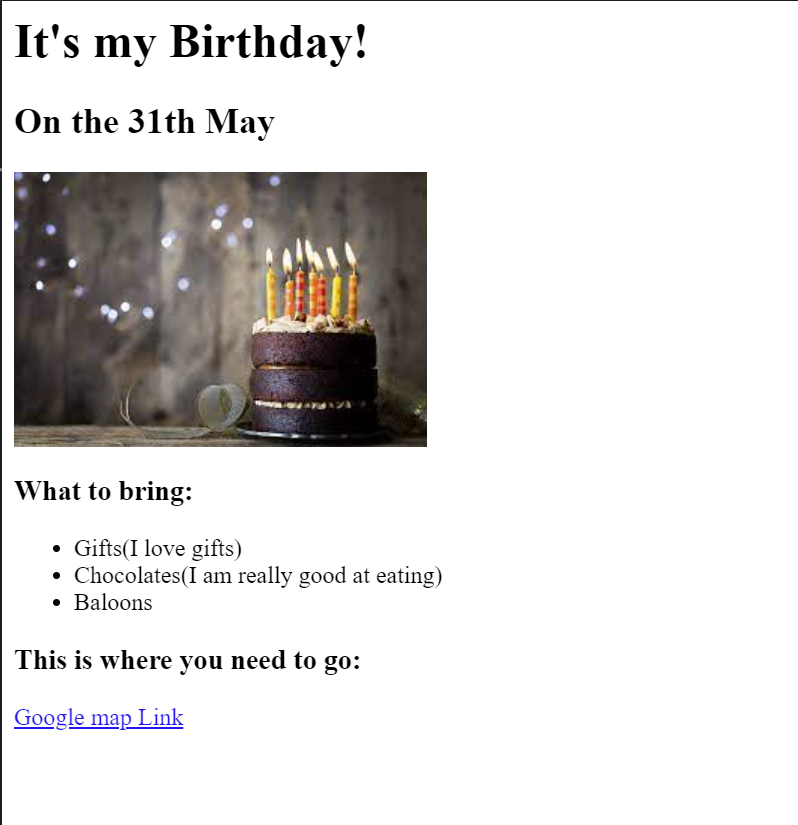 It's my Birthday!
On the 31th May
What to bring:
Gifts(I love gifts)
Chocolates(I am really good at eating)
Baloons
This is where you need to go:
Google map Link